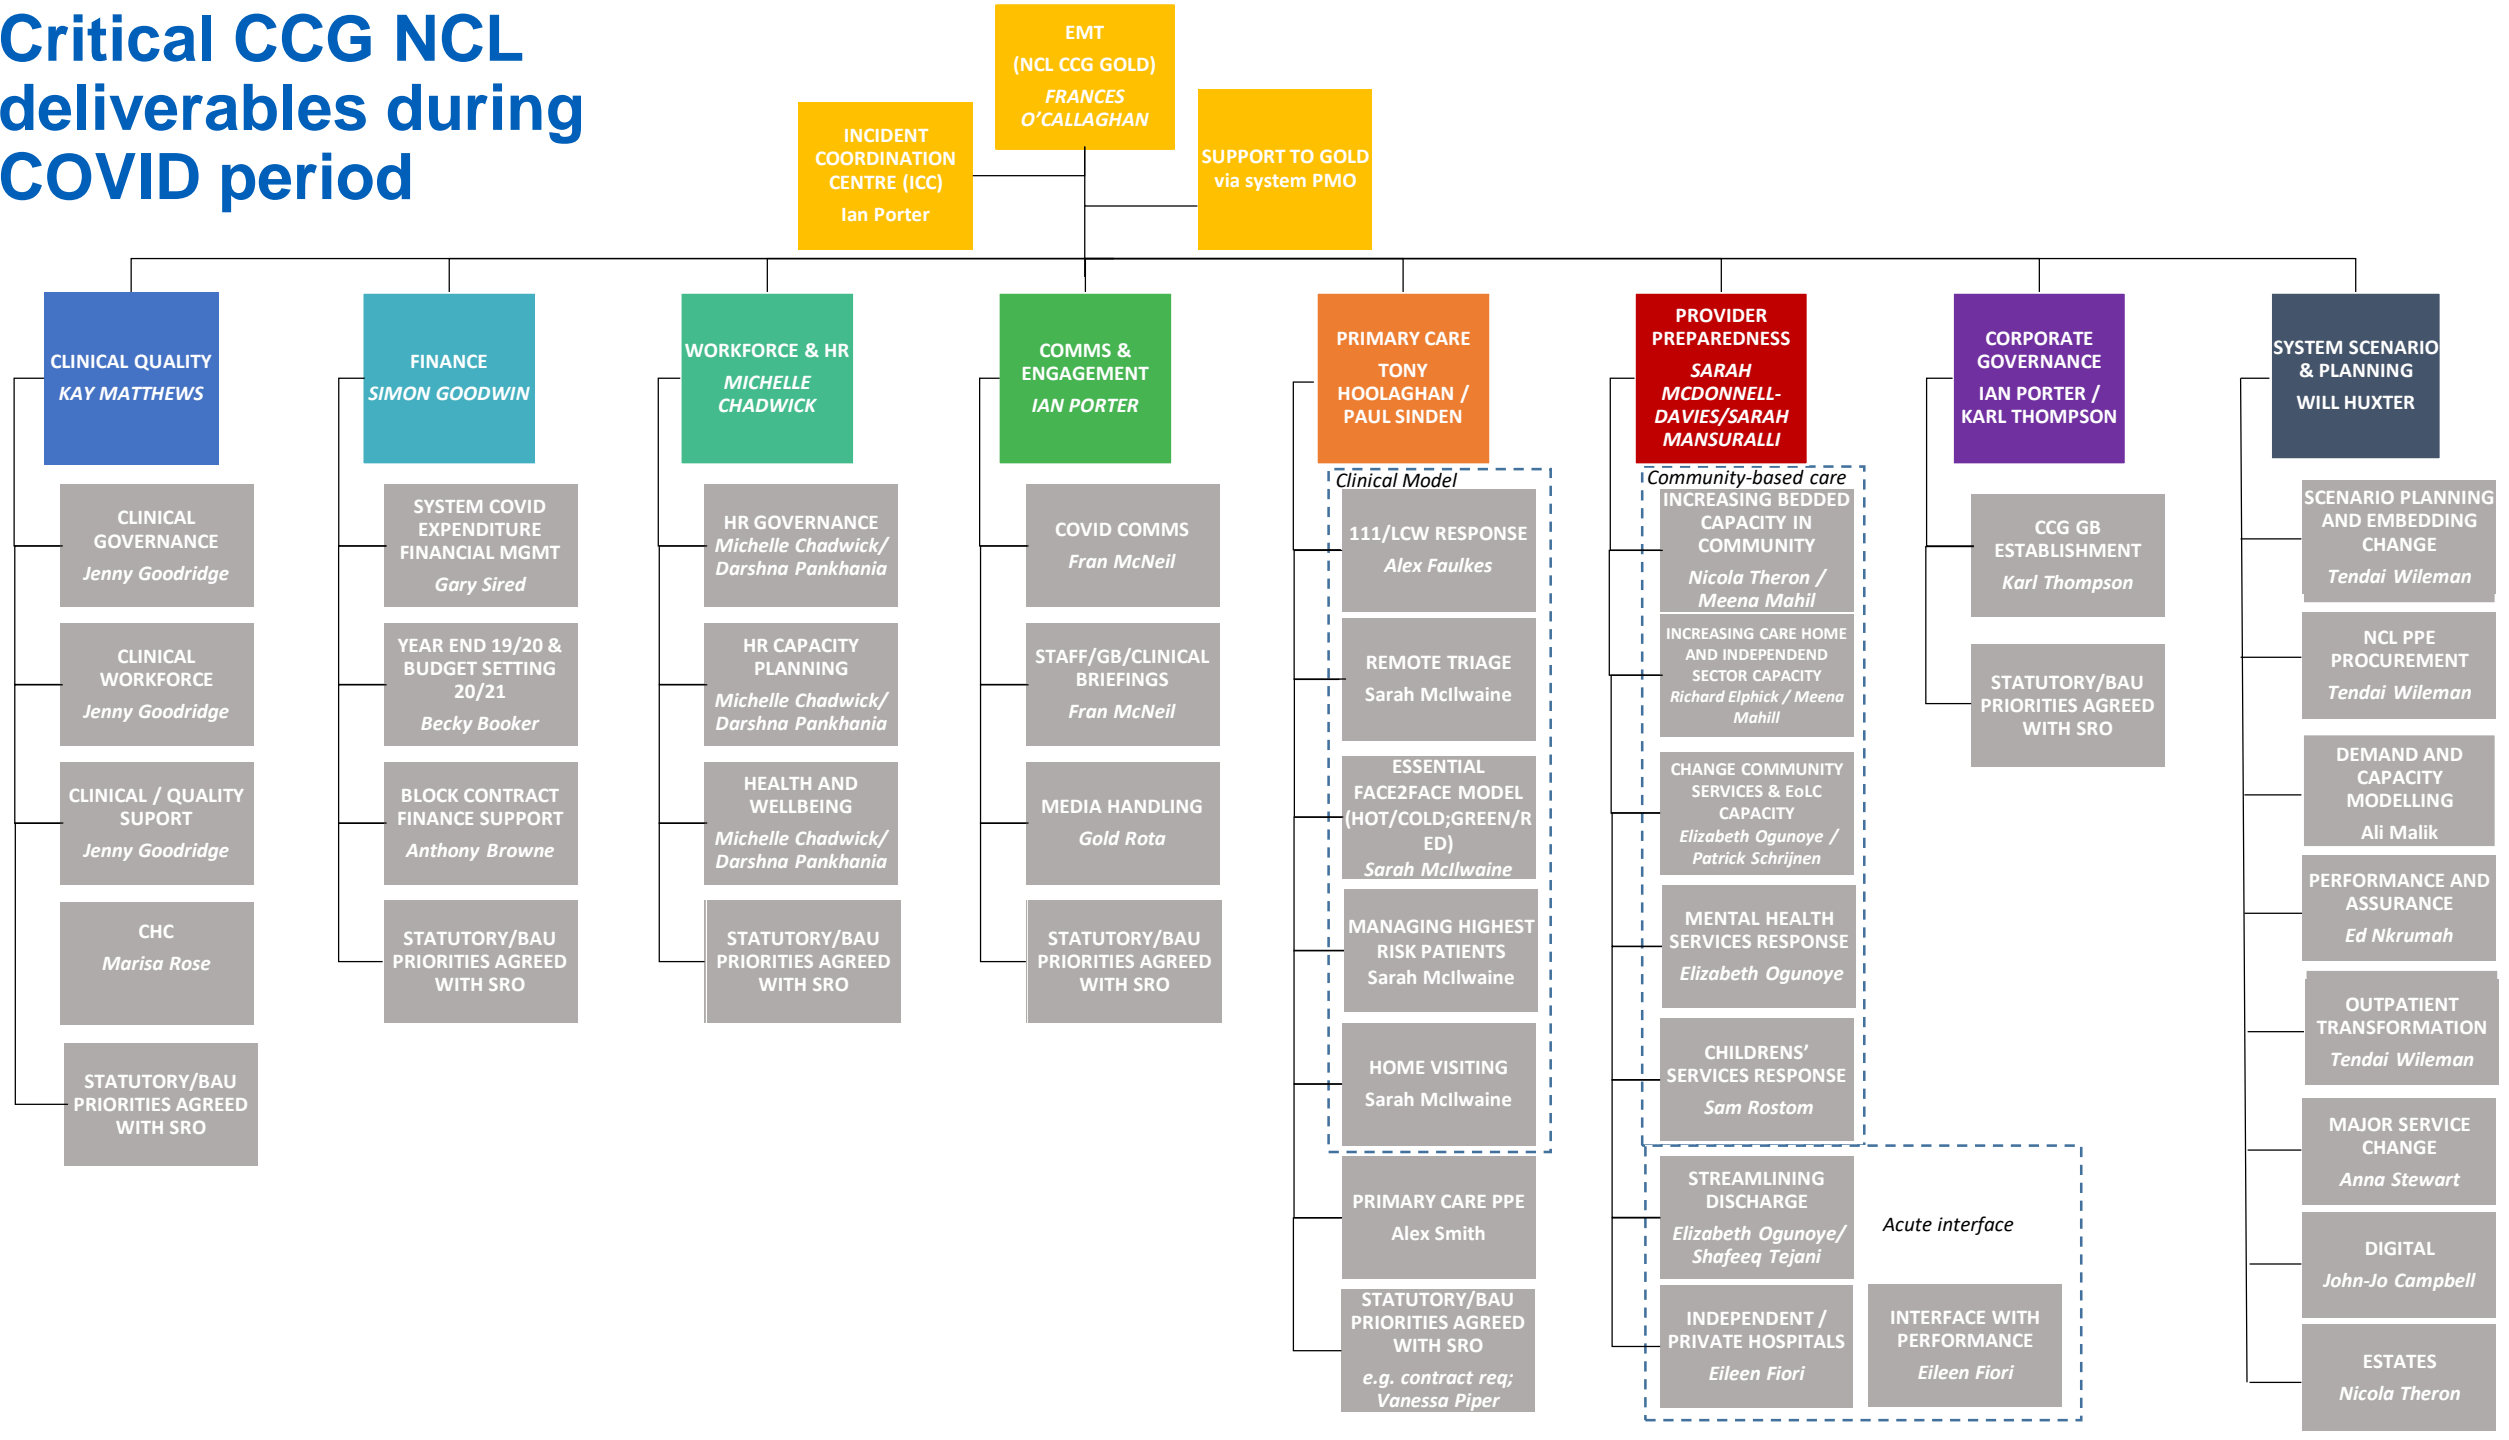 Critical CCG NCL
deliverables during
COVID period
EMT
(NCL CCG GOLD)
FRANCES
O'CALLAGHAN
INCIDENT
COORDINATION
CENTRE (ICC)
Ian Porter
SUPPORT TO GOLD
via system PMO
CLINICAL QUALITY
KAY MATTHEWS
CLINICAL
GOVERNANCE
Jenny Goodridge
CLINICAL
WORKFORCE
Jenny Goodridge
CLINICAL / QUALITY
SUPORT
Jenny Goodridge
CHC
Marisa Rose
STATUTORY/BAU
PRIORITIES AGREED
WITH SRO
FINANCE
SIMON GOODWIN
SYSTEM COVID
EXPENDITURE
FINANCIAL MGMT
Gary Sired
YEAR END 19/20 &
BUDGET SETTING
20/21
Becky Booker
BLOCK CONTRACT
FINANCE SUPPORT
Anthony Browne
STATUTORY/BAU
PRIORITIES AGREED
WITH SRO
WORKFORCE & HR
MICHELLE
CHADWICK
HR GOVERNANCE
Michelle Chadwick/
Darshna Pankhania
HR CAPACITY
PLANNING
Michelle Chadwick/
Darshna Pankhania
HEALTH AND
WELLBEING
Michelle Chadwick/
Darshna Pankhania
STATUTORY/BAU
PRIORITIES AGREED
WITH SRO
COMMS &
ENGAGEMENT
IAN PORTER
COVID COMMS
Fran McNeil
STAFF/GB/CLINICAL
BRIEFINGS
Fran McNeil
MEDIA HANDLING
Gold Rota
STATUTORY/BAU
PRIORITIES AGREED
WITH SRO
PRIMARY CARE
TONY
HOOLAGHAN /
PAUL SINDEN
Clinical Model
111/LCW RESPONSE
Alex Faulkes
REMOTE TRIAGE
Sarah McIlwaine
ESSENTIAL
FACE2FACE MODEL
(HOT/COLD;GREEN/R
ED)
Sarah McIlwaine
MANAGING HIGHEST
RISK PATIENTS
Sarah McIlwaine
HOME VISITING
Sarah McIlwaine
PRIMARY CARE PPE
Alex Smith
STATUTORY/BAU
PRIORITIES AGREED
WITH SRO
e.g. contract req;
Vanessa Piper
PROVIDER
PREPAREDNESS
SARAH
MCDONNELL-
DAVIES/SARAH
MANSURALLI
Community-based care
INCREASING BEDDED
CAPACITY IN
COMMUNITY
Nicola Theron /
Meena Mahil
INCREASING CARE HOME
AND INDEPENDEND
SECTOR CAPACITY
Richard Elphick / Meena
Mahill
CHANGE COMMUNITY
SERVICES & EoLC
CAPACITY
Elizabeth Ogunoye /
Patrick Schrijnen
MENTAL HEALTH
SERVICES RESPONSE
Elizabeth Ogunoye
CHILDRENS'
SERVICES RESPONSE
Sam Rostom
STREAMLINING
DISCHARGE
Elizabeth Ogunoye/
Shafeeq Tejani
Acute interface
INDEPENDENT /
PRIVATE HOSPITALS
Eileen Fiori
INTERFACE WITH
PERFORMANCE
Eileen Fiori
CORPORATE
GOVERNANCE
IAN PORTER /
KARL THOMPSON
CCG GB
ESTABLISHMENT
Karl Thompson
STATUTORY/BAU
PRIORITIES AGREED
WITH SRO
SYSTEM SCENARIO
& PLANNING
WILL HUXTER
SCENARIO PLANNING
AND EMBEDDING
CHANGE
Tendai Wileman
NCL PPE
PROCUREMENT
Tendai Wileman
DEMAND AND
CAPACITY
MODELLING
Ali Malik
PERFORMANCE AND
ASSURANCE
Ed Nkrumah
OUTPATIENT
TRANSFORMATION
Tendai Wileman
MAJOR SERVICE
CHANGE
Anna Stewart
DIGITAL
John-Jo Campbell
ESTATES
Nicola Theron